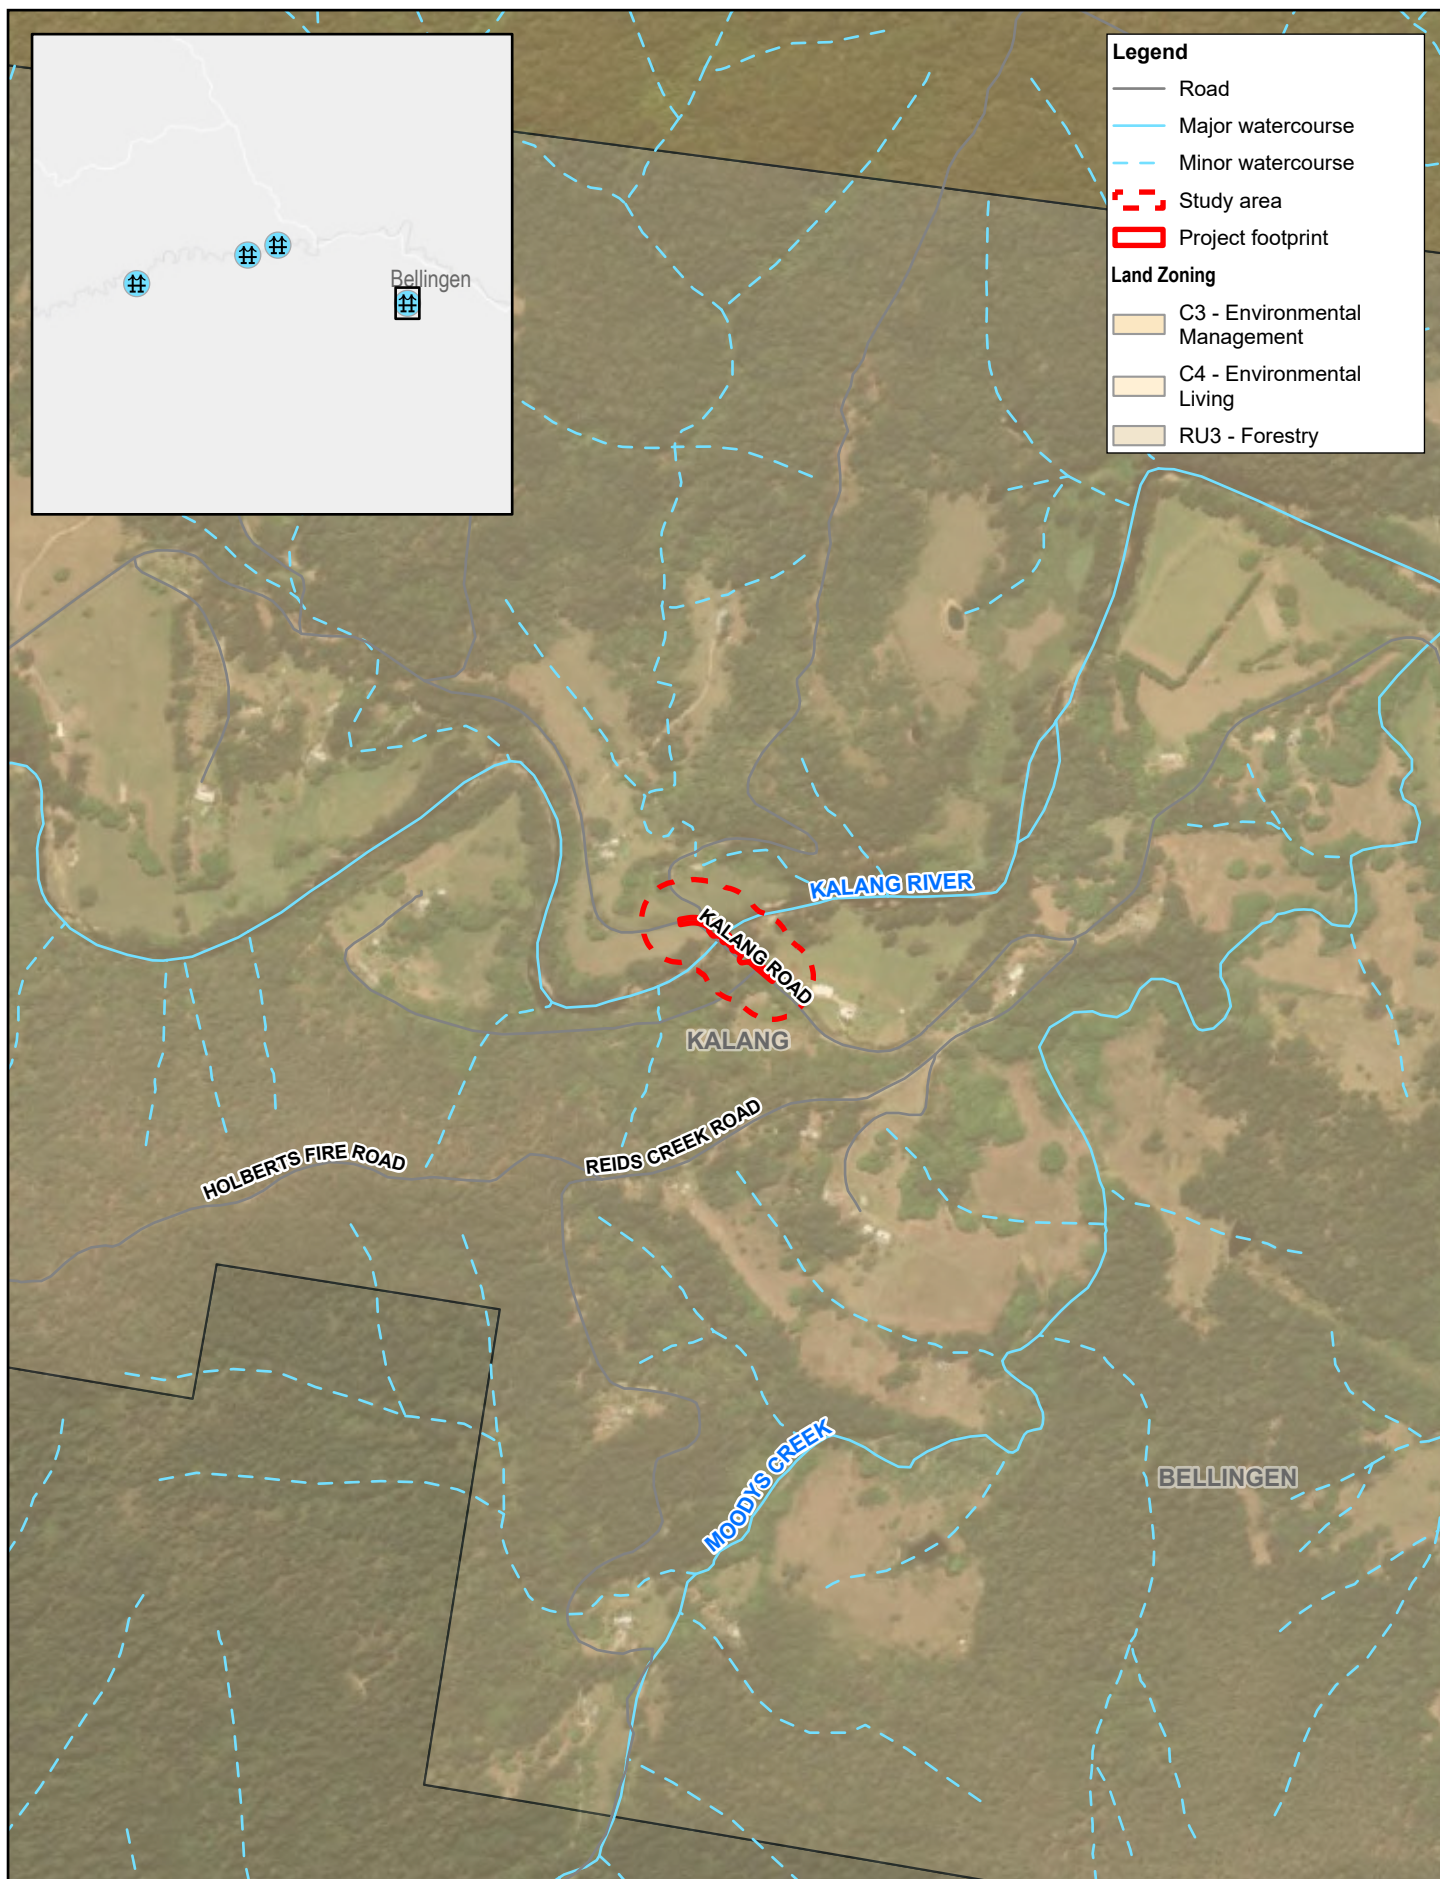 Bellingen
Legend
Road
Major watercourse
Minor watercourse
Study area
Project footprint
Land Zoning
C3 - Environmental
Management
C4 - Environmental
Living
RU3 - Forestry
KALANG RIVER
KALANG ROAD
KALANG
REIDS CREEK ROAD
HOLBERTS FIRE ROAD
MOODYS CREEK
BELLINGEN